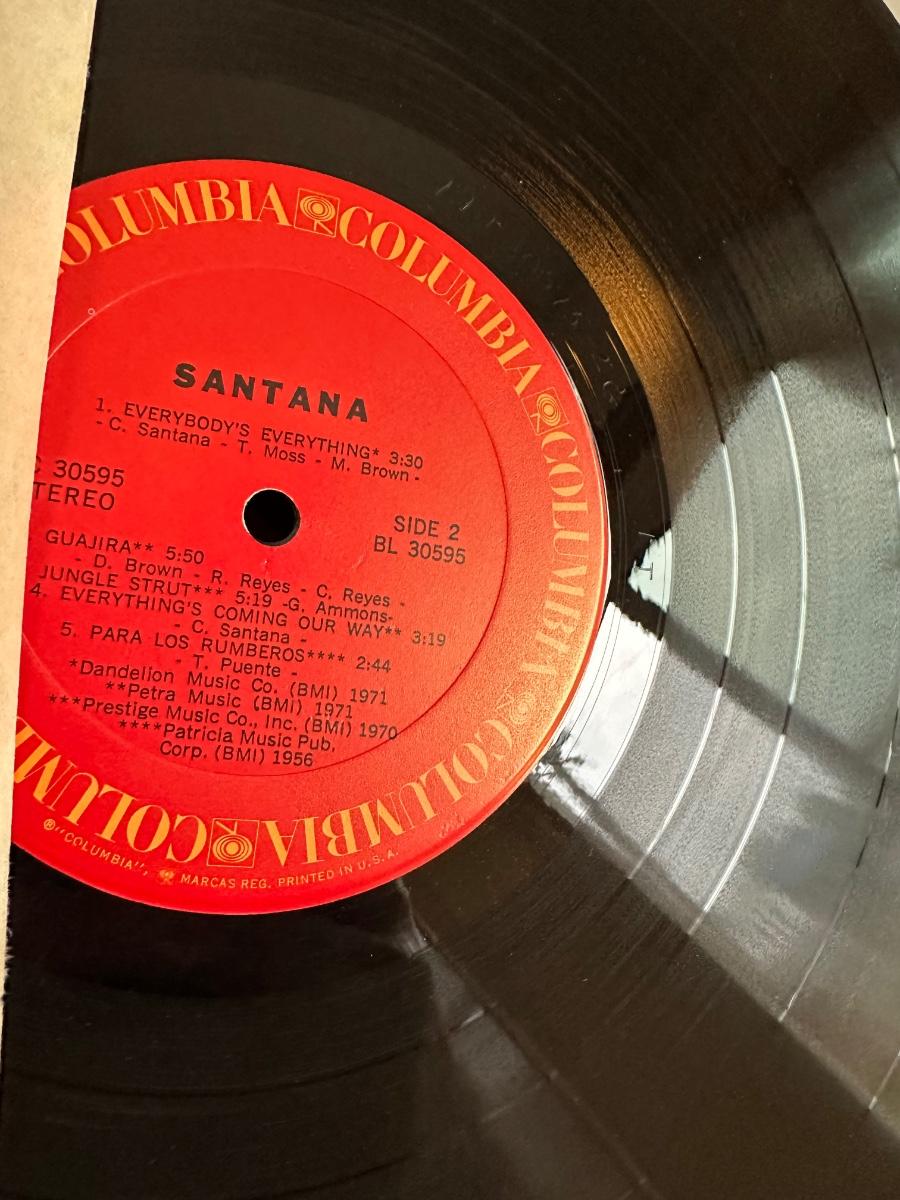 COLUMBIA COLUMBIA COLUMBIA COLUMBIA COLUMBIA
SANTANA
1. EVERYBODY'S EVERYTHING* 3:30
- C. Santana - T. Moss - M. Brown -
30595
TEREO
SIDE 2
BL 30595
GUAJIRA** 5:50
- D. Brown - R. Reyes - C. Reyes -
JUNGLE STRUT*** 5:19 -G. Ammons-
4. EVERYTHING'S COMING OUR WAY** 3:19
- C. Santana -
5. PARA LOS RUMBEROS**** 2:44
- T. Puente -
*Dandelion Music Co. (BMI) 1971
**Petra Music (BMI) 1971
***Prestige Music Co., Inc. (BMI) 1970
****Patricia Music Pub.
Corp. (BMI) 1956
COLUM
®"COLUMBIA", MARCAS REG. PRINTED IN U.S.A.